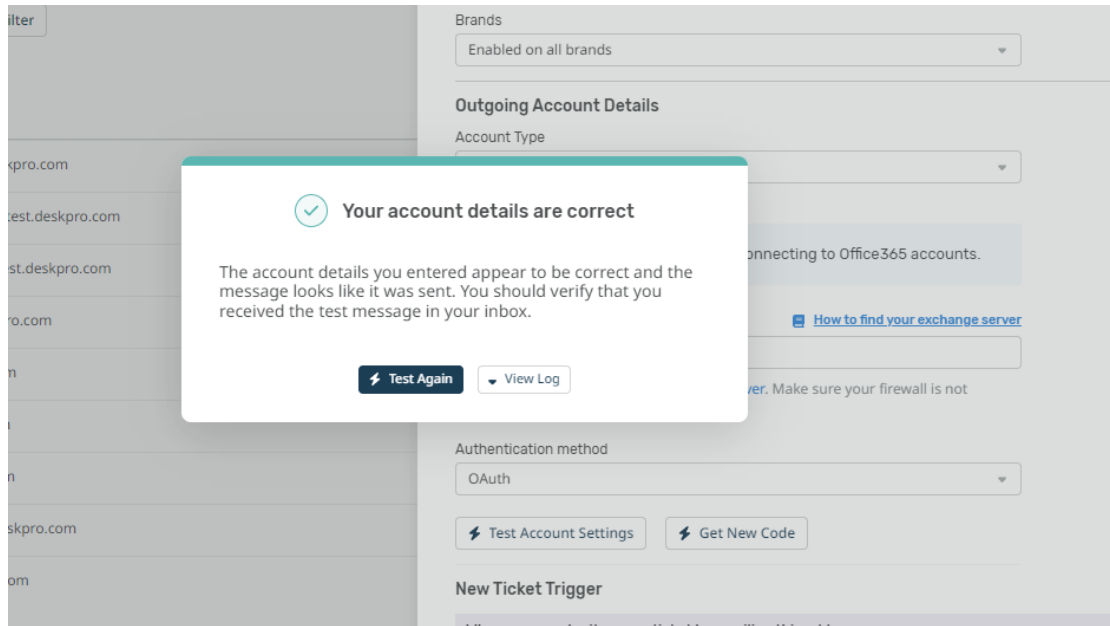 ilter
kpro.com
test.deskpro.com
st.deskpro.com
ro.com
m
m
skpro.com
om
Brands
Enabled on all brands
Outgoing Account Details
Account Type
onnecting to Office365 accounts.
How to find your exchange server
ver. Make sure your firewall is not
Authentication method
OAuth
Test Account Settings
Get New Code
New Ticket Trigger
Your account details are correct
The account details you entered appear to be correct and the
message looks like it was sent. You should verify that you
received the test message in your inbox.
Test Again
View Log